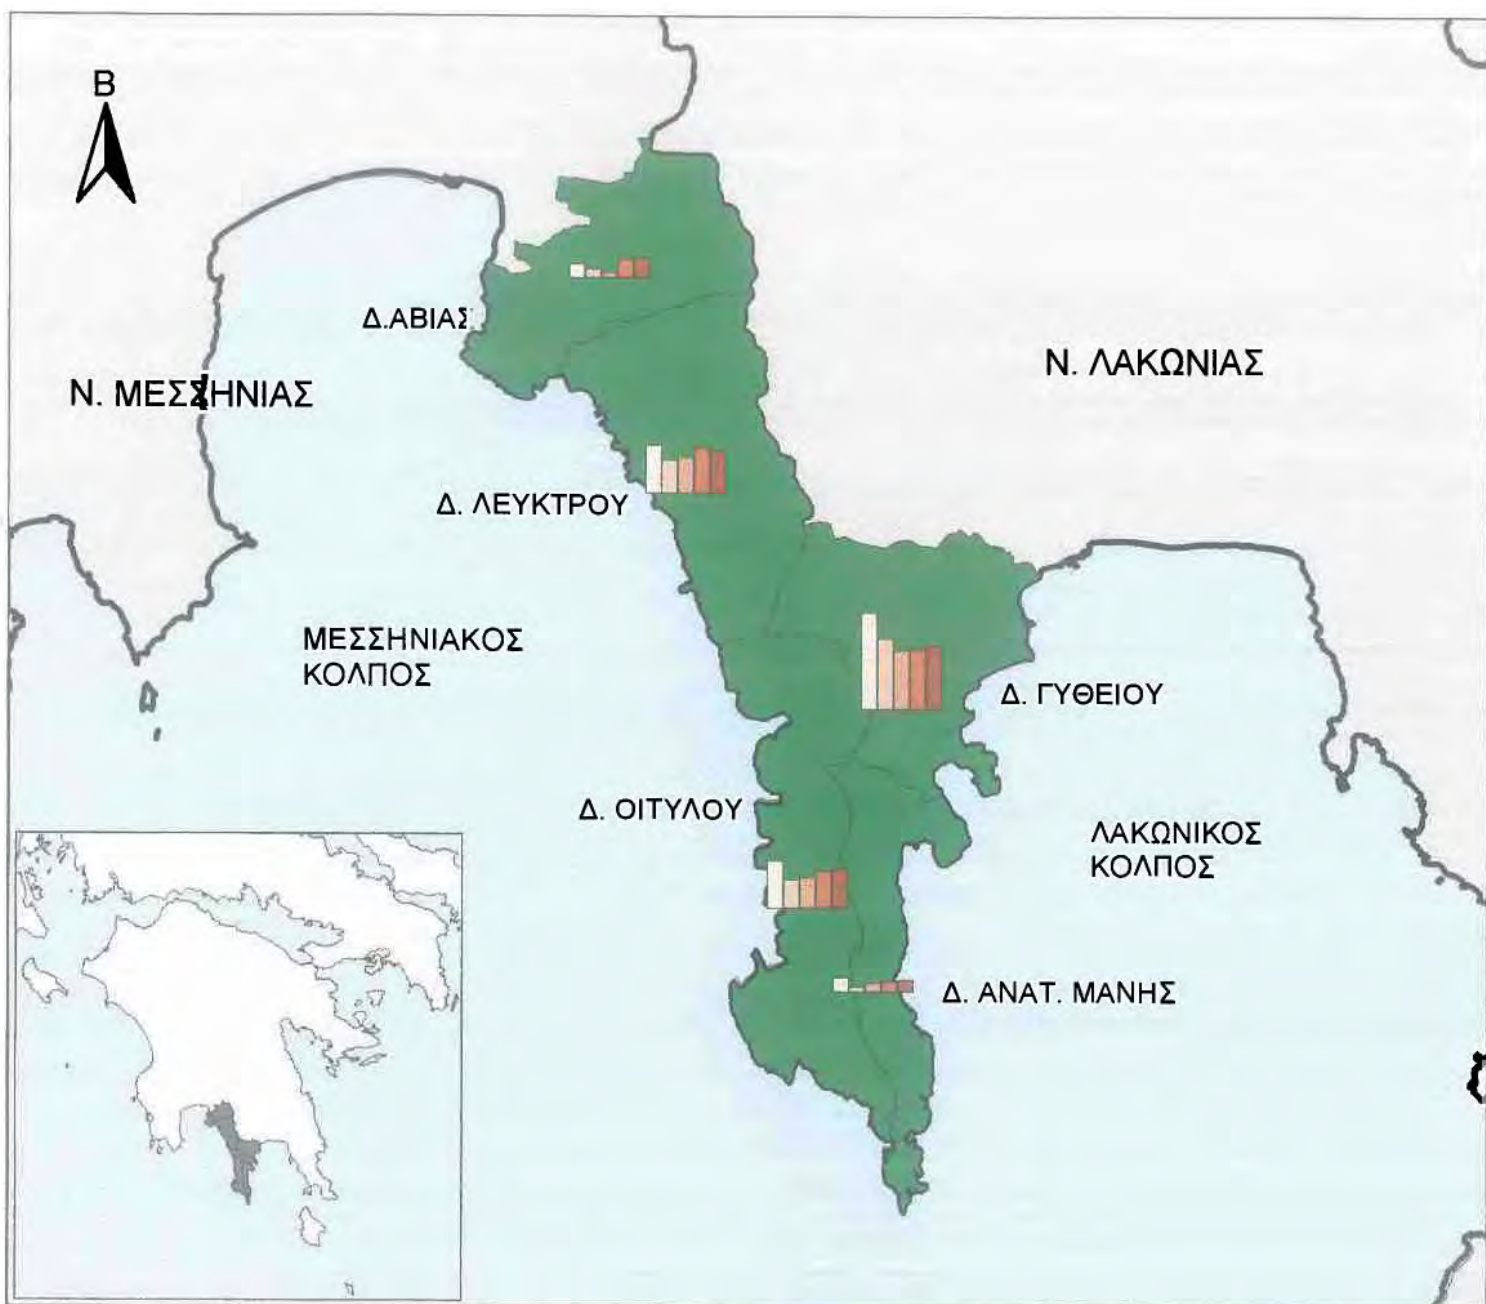 Β
Δ.ΑΒΙΑΣ
Ν. ΜΕΣΣΗΝΙΑΣ
Ν. ΛΑΚΩΝΙΑΣ
Δ. ΛΕΥΚΤΡΟΥ
ΜΕΣΣΗΝΙΑΚΟΣ
ΚΟΛΠΟΣ
Δ. ΓΥΘΕΙΟΥ
Δ. ΟΙΤΥΛΟΥ
ΛΑΚΩΝΙΚΟΣ
ΚΟΛΠΟΣ
Δ. ΑΝΑΤ. ΜΑΝΗΣ